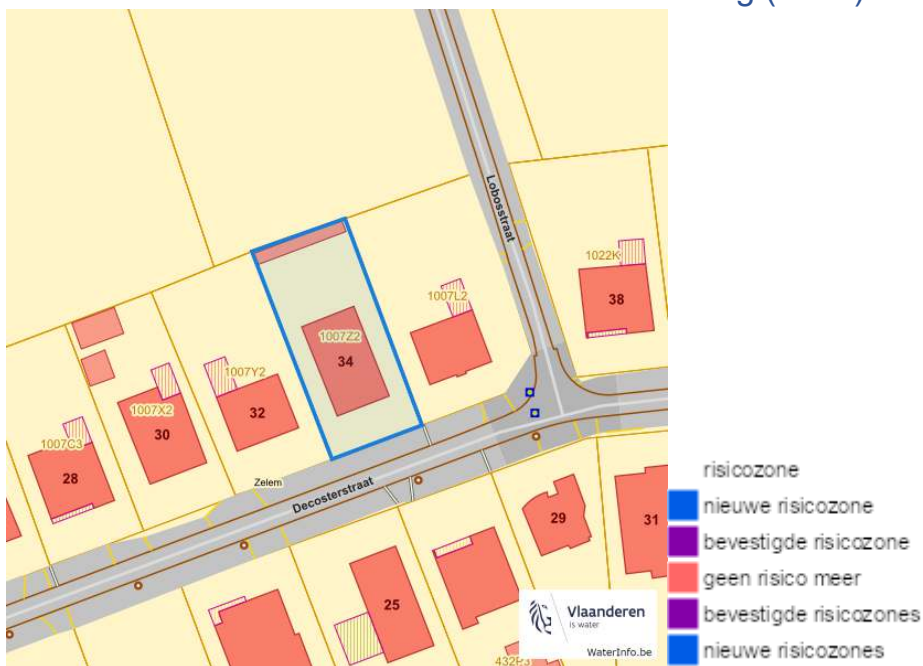 Lobosstraat
1022K
38
1007L2
1007Z2
34
1007Y2
32
1007X2
30
1007C3
28
Zelem
Decosterstraat
29
31
25
Vlaanderen
is water
WaterInfo.be
risicozone
nieuwe risicozone
bevestigde risicozone
geen risico meer
bevestigde risicozones
nieuwe risicozones